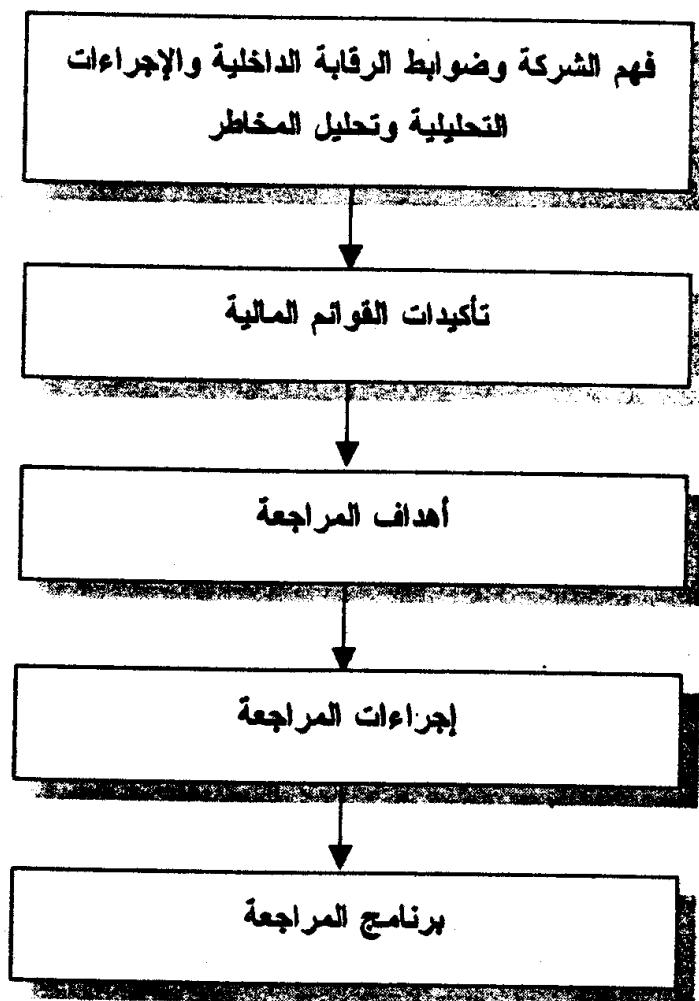 فهم الشركة وضوابط الرقابة الداخلية والإجراءات
التحليلية وتحليل المخاطر
تأكيدات القوائم المالية
أهداف المراجعة
إجراءات المراجعة
برنامج المراجعة